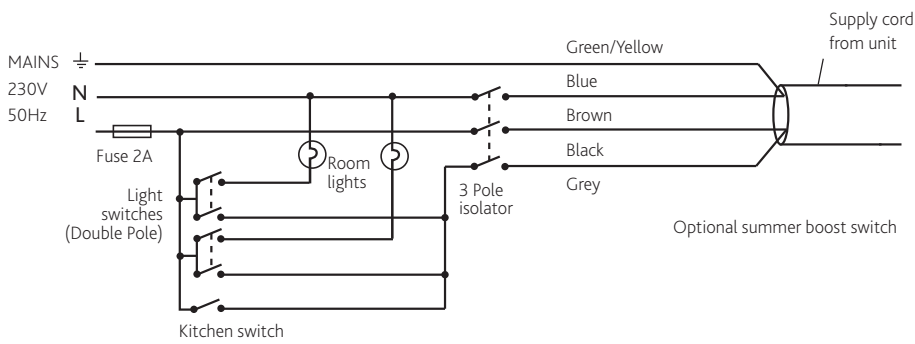 Supply cord
from unit
Green/Yellow
MAINS
Blue
230V N
50Hz L
Brown
Fuse 2A
Black
Room
lights
Grey
3 Pole
isolator
Light
switches
(Double Pole)
Optional summer boost switch
Kitchen switch